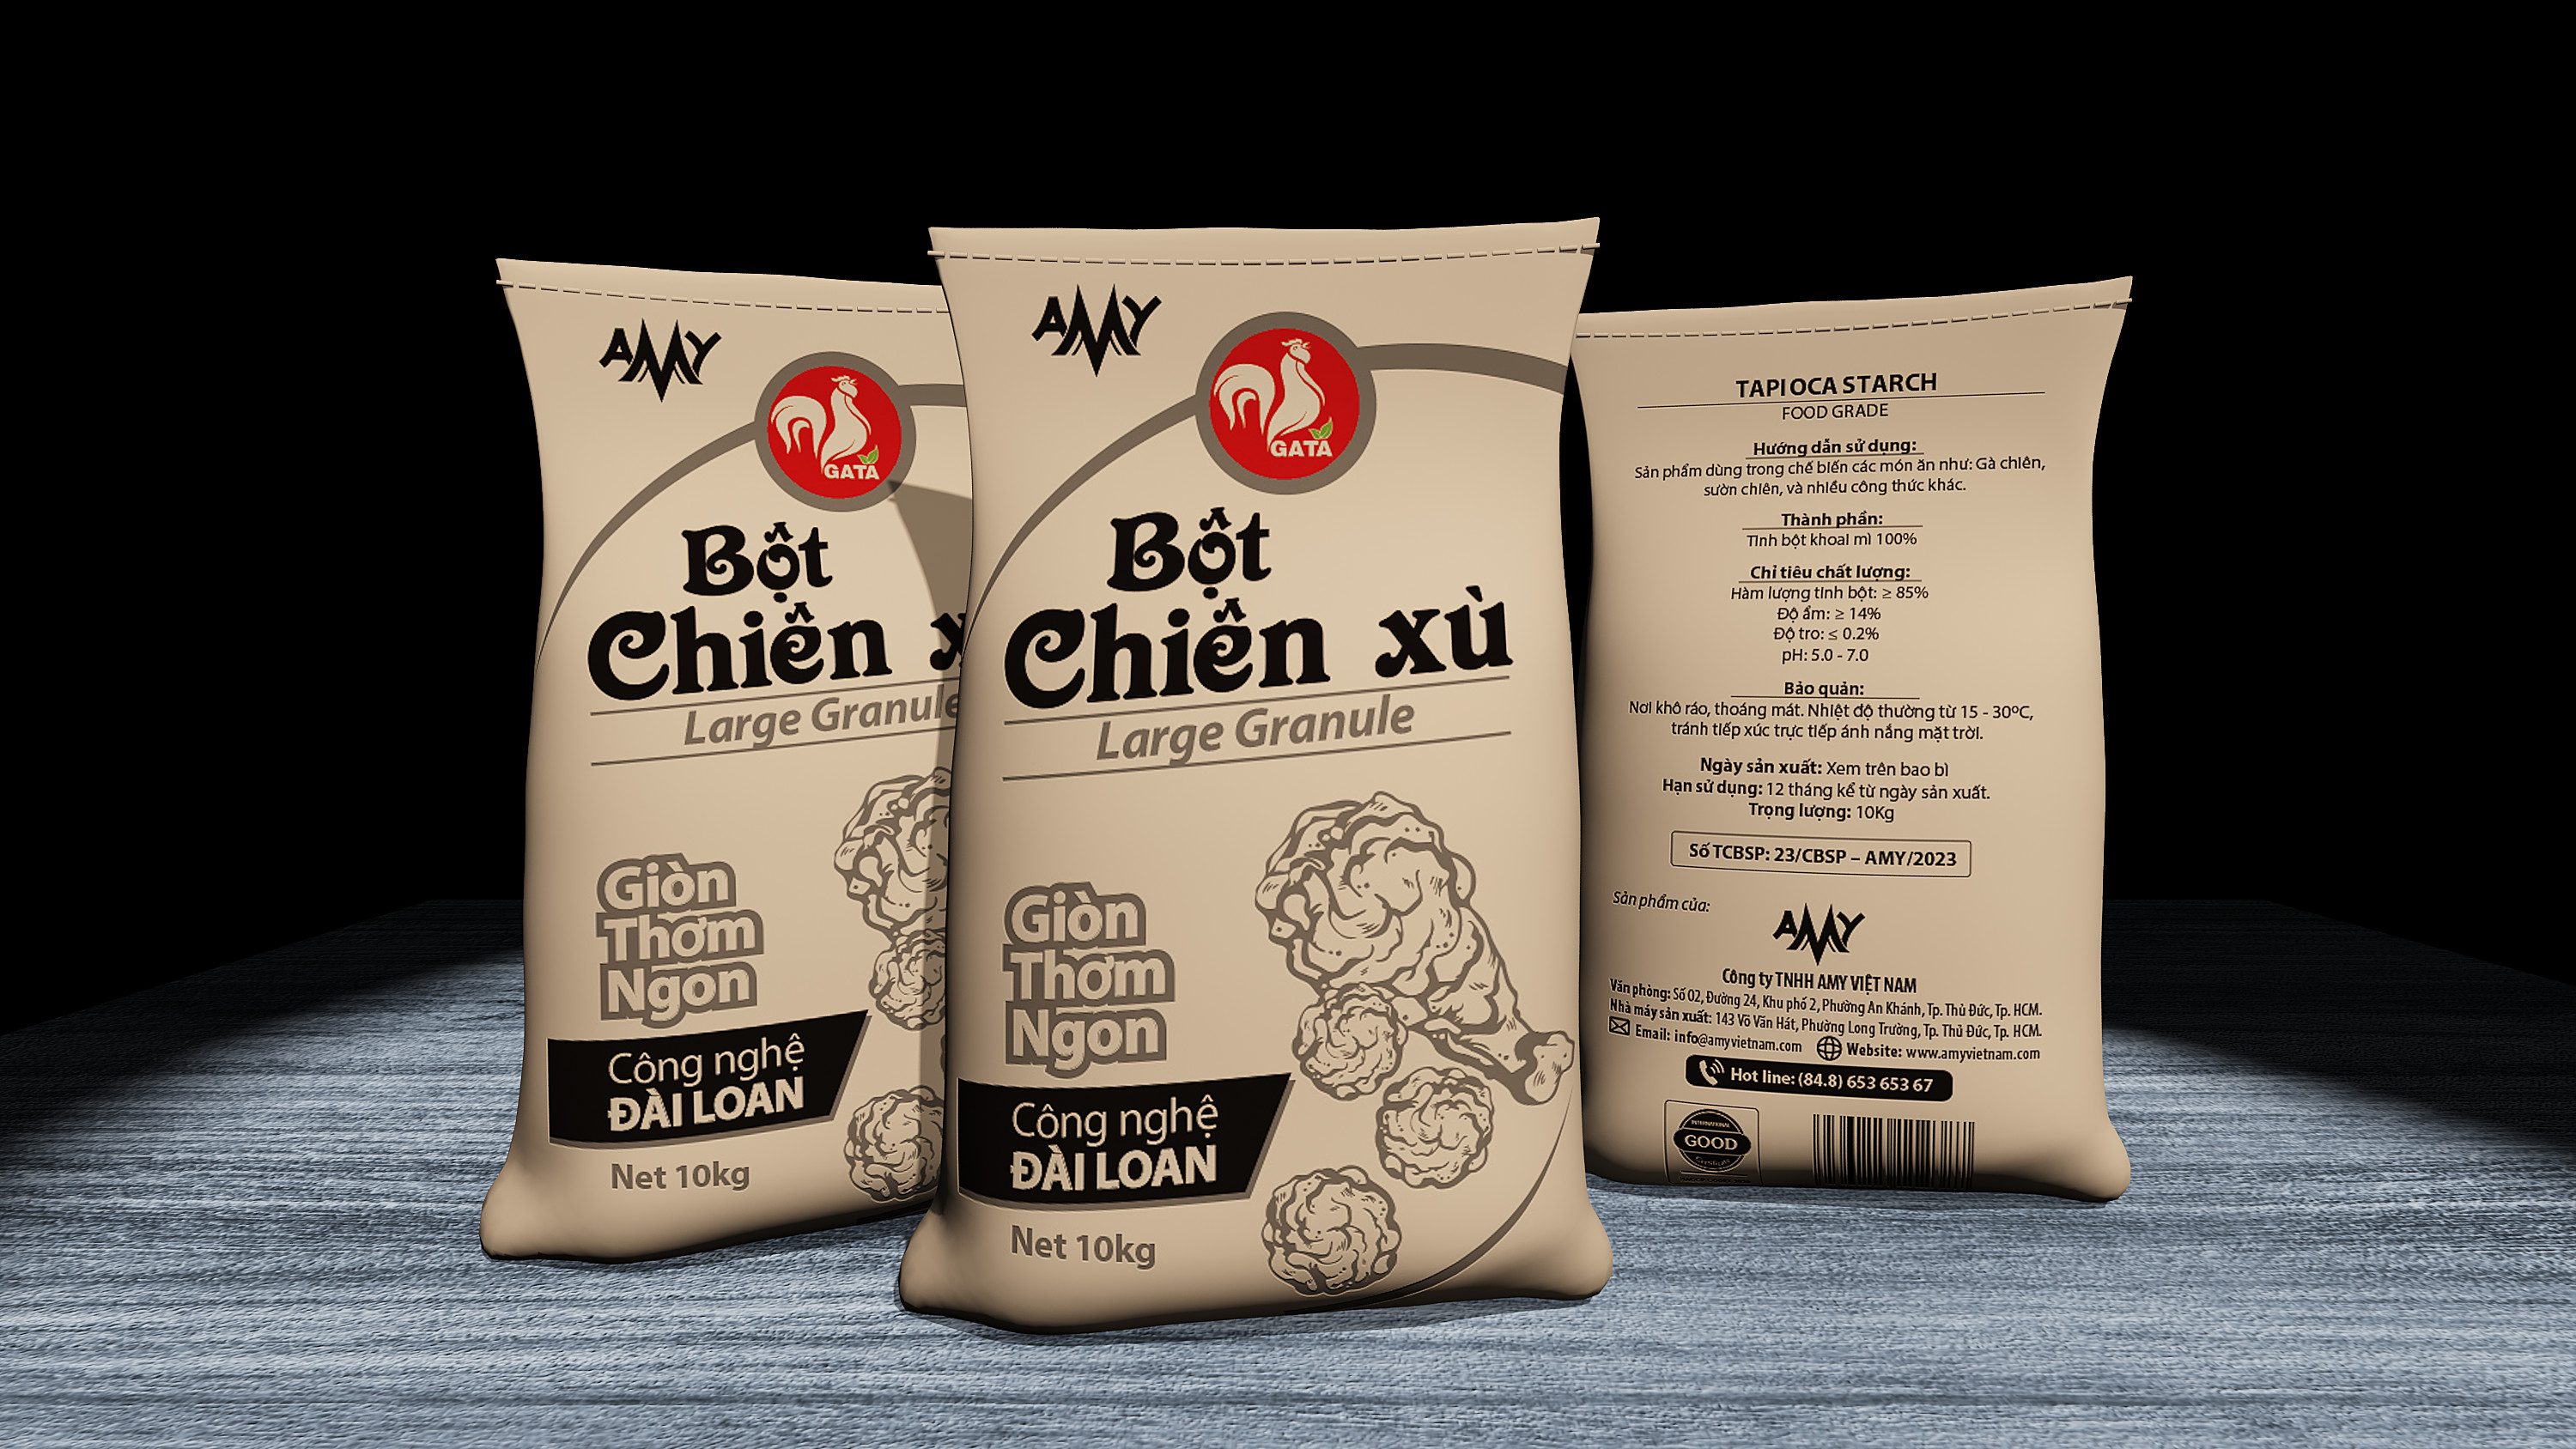 AMY
GATA
Bột
Chiên x
Large Granule
Giòn
Thơm
Ngon
Công nghệ
ĐÀI LOAN
Net 10kg
AMY
GATA
Bột
Chiên xù
Large Granule
Giòn
Thơm
Ngon
Công nghệ
ĐÀI LOAN
Net 10kg
TAPIOCA STARCH
FOOD GRADE
Hướng dẫn sử dụng:
Sản phẩm dùng trong chế biến các món ăn như: Gà chiên,
sườn chiên, và nhiều công thức khác.
Thành phần:
Tinh bột khoai mì 100%
Chỉ tiêu chất lượng:
Hàm lượng tinh bột: ≥ 85%
Độ ẩm: ≥ 14%
Độ tro: ≤ 0.2%
pH: 5.0 - 7.0
Bảo quản:
Nơi khô ráo, thoáng mát. Nhiệt độ thường từ 15 - 30ºC,
tránh tiếp xúc trực tiếp ánh nắng mặt trời.
Ngày sản xuất: Xem trên bao bì
Hạn sử dụng: 12 tháng kể từ ngày sản xuất.
Trọng lượng: 10Kg
Số TCBSP: 23/CBSP – AMY/2023
Sản phẩm của:
AMY
Công ty TNHH AMY VIỆT NAM
Văn phòng: Số 02, Đường 24, Khu phố 2, Phường An Khánh, Tp. Thủ Đức, Tp. HCM.
Nhà máy sản xuất: 143 Võ Văn Hát, Phường Long Trường, Tp. Thủ Đức, Tp. HCM.
Email: info@amyvietnam.com Website: www.amyvietnam.com
Hot line: (84.8) 653 653 67
INTERNATIONAL
GOOD
Certificate